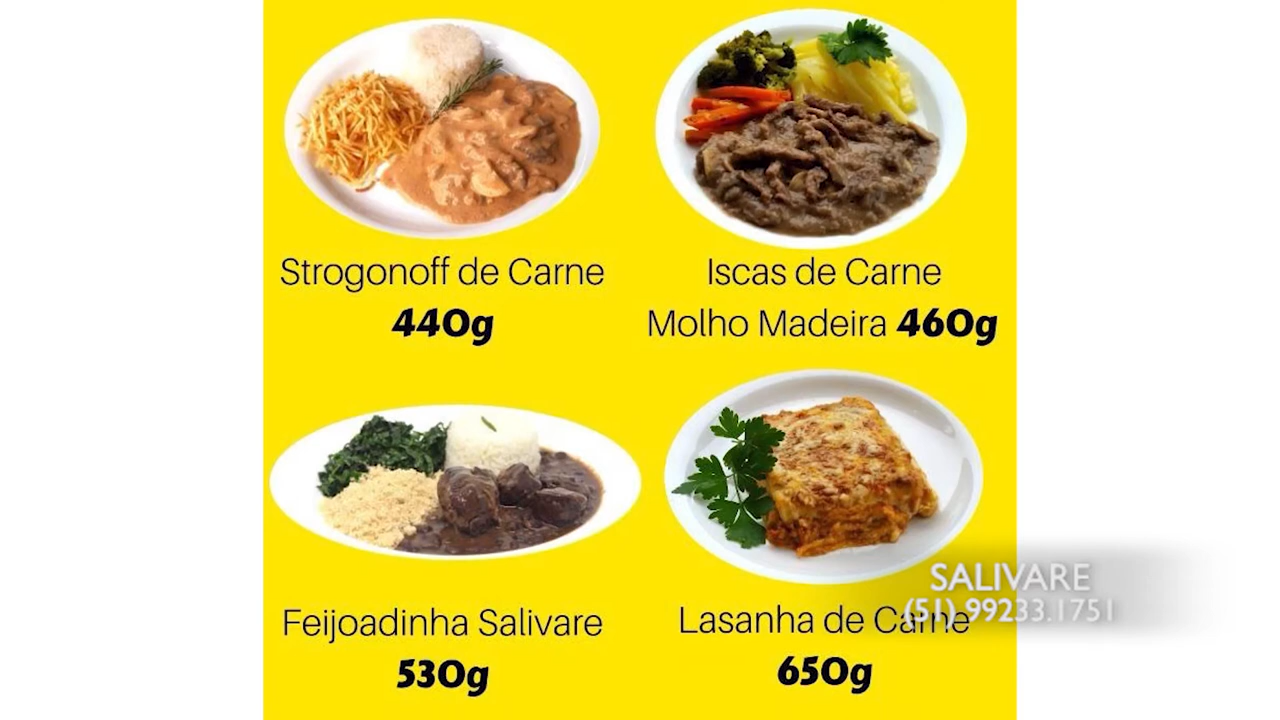 Strogonoff de Carne
440g
Iscas de Carne
Molho Madeira 460g
Feijoadinha Salivare
530g
Lasanha de Carne
650g
SALIVARE
(51) 99233.1751